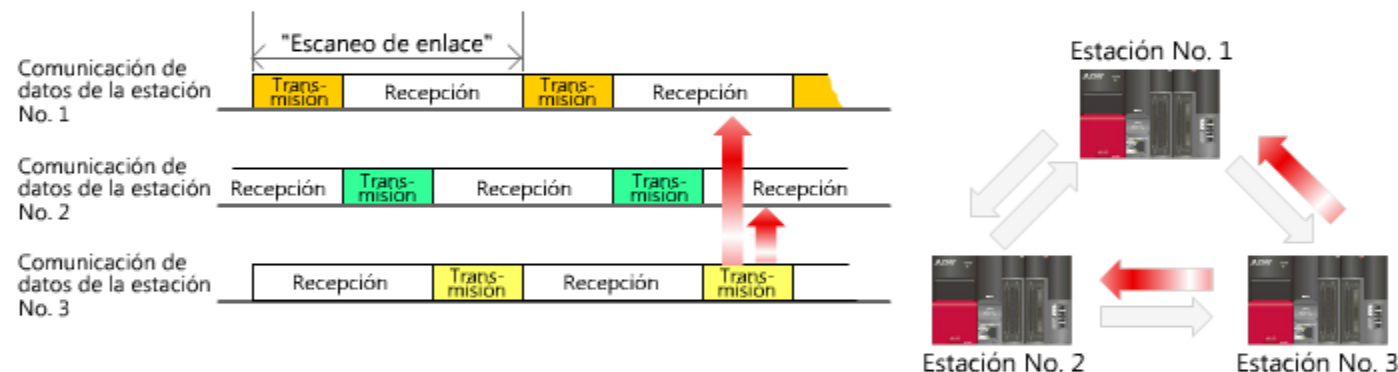 "Escaneo de enlace"
Comunicación de
datos de la estación
No. 1
Trans-
misión
Recepción
Trans-
misión
Recepción
Comunicación de
datos de la estación
No. 2
Recepción
Trans-
misión
Recepción
Trans-
misión
Recepción
Comunicación de
datos de la estación
No. 3
Recepción
Trans-
misión
Recepción
Trans-
misión
Estación No. 1
Estación No. 2
Estación No. 3